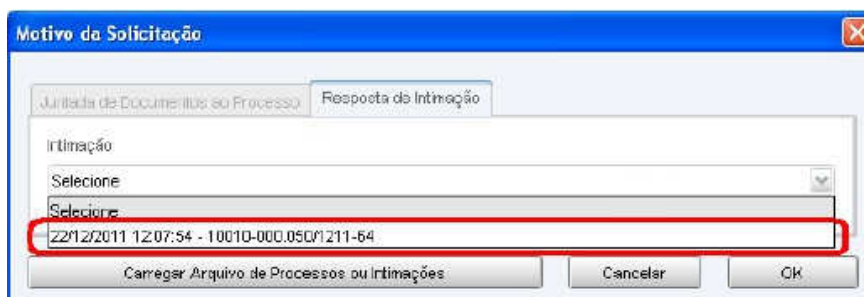 Motivo da Solicitação
Juntada de Documentos ao Processo Resposta de Intimação
Intimação
Selecione
Selecione
22/12/2011 12:07:54 - 10010-000.050/1211-64
Carregar Arquivo de Processos ou Intimações Cancelar OK